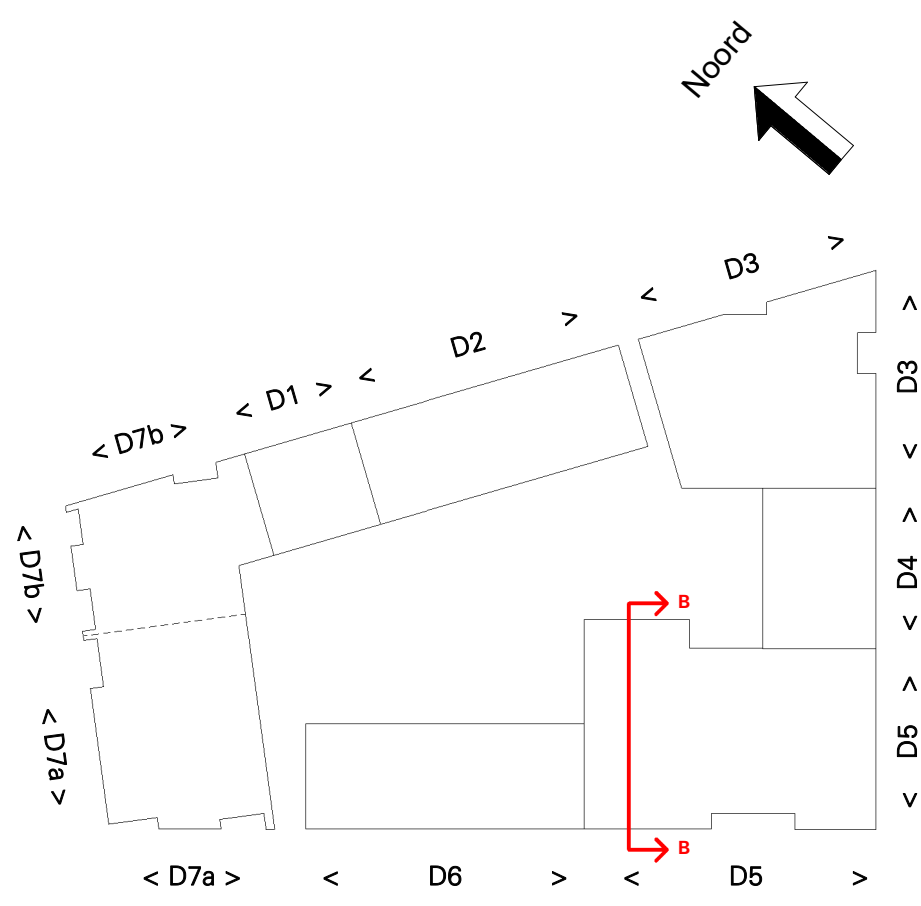 Noord
< D3 >
< D2 >
< D1 >
< D7b >
< D3 >
< D7b >
< D4 >
B
< D5 >
< D7a >
B
< D7a >
< D6 >
< D5 >